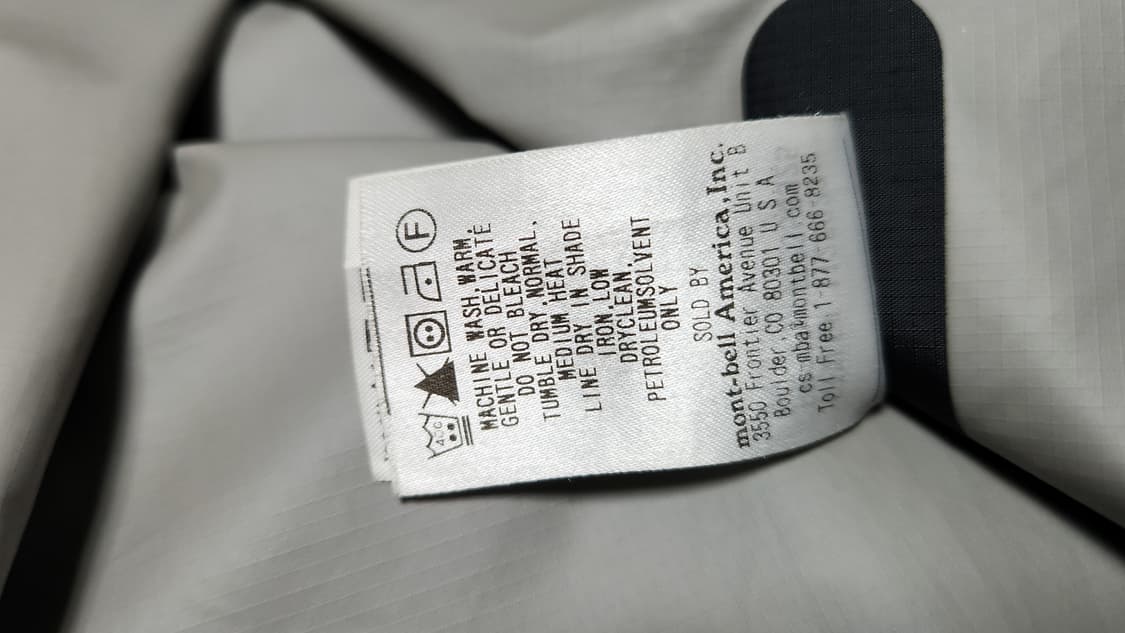 40C
F
MACHINE WASH,WARM.
GENTLE OR DELICATE
DO NOT BLEACH
TUMBLE DRY,NORMAL,
MEDIUM HEAT
LINE DRY IN SHADE
IRON,LOW
DRYCLEAN,
PETROLEUMSOLVENT
ONLY
SOLD BY
mont-bell America,Inc.
3550 Frontier Avenue Unit B
Boulder,CO 80301 U S A
cs-mba@montbell.com
Toll Free 1-877-666-8235